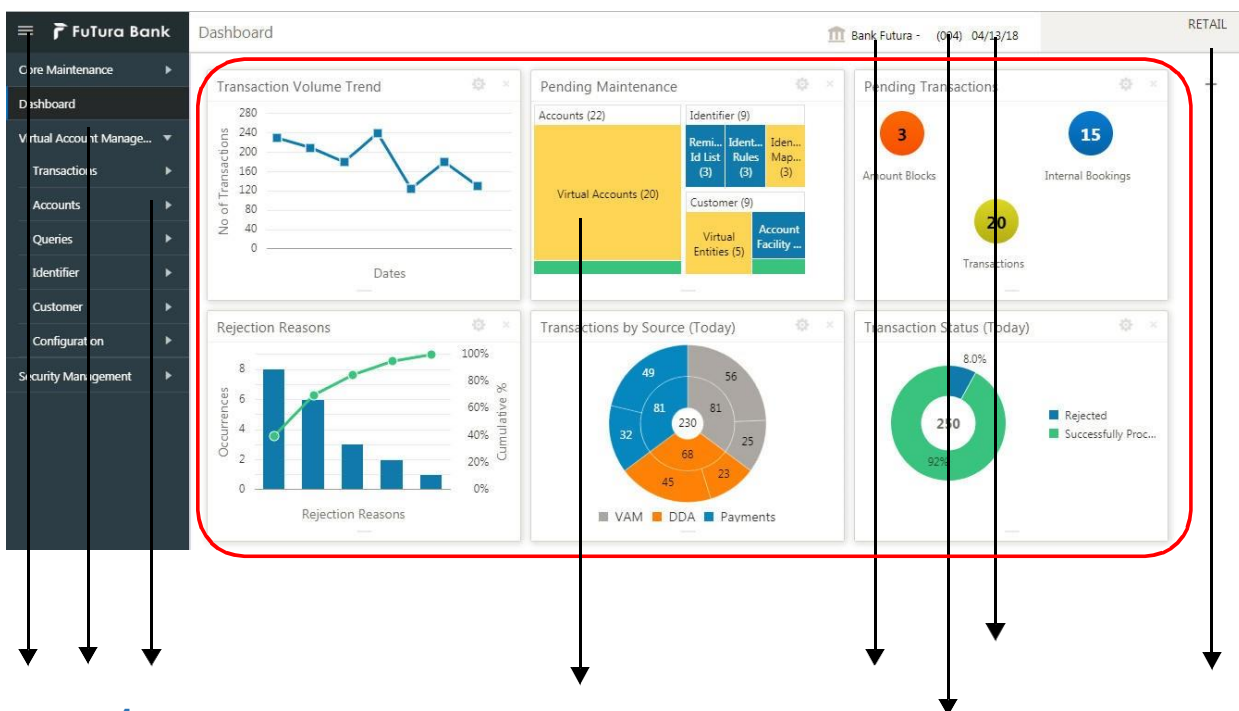 FuTura Bank
Dashboard
Bank Futura - (004) 04/13/18
RETAIL
Core Maintenance
Dashboard
Virtual Account Manage...
Transactions
Accounts
Queries
Identifier
Customer
Configuration
Security Management
Transaction Volume Trend
280
240
200
160
120
80
40
0
No of Transactions
Dates
Pending Maintenance
Accounts (22)
Virtual Accounts (20)
Identifier (9)
Remi...
Id List
(3)
Ident...
Rules
(3)
Iden...
Map...
(3)
Customer (9)
Virtual
Entities (5)
Account
Facility ...
Pending Transactions
3
Amount Blocks
15
Internal Bookings
20
Transactions
Rejection Reasons
8
6
4
2
0
Occurrences
100%
80%
60%
40%
20%
0%
Cumulative %
Rejection Reasons
Transactions by Source (Today)
49
56
81
81
32
230
25
68
45
23
VAM DDA Payments
Transaction Status (Today)
8.0%
250
92%
Rejected
Successfully Proc...